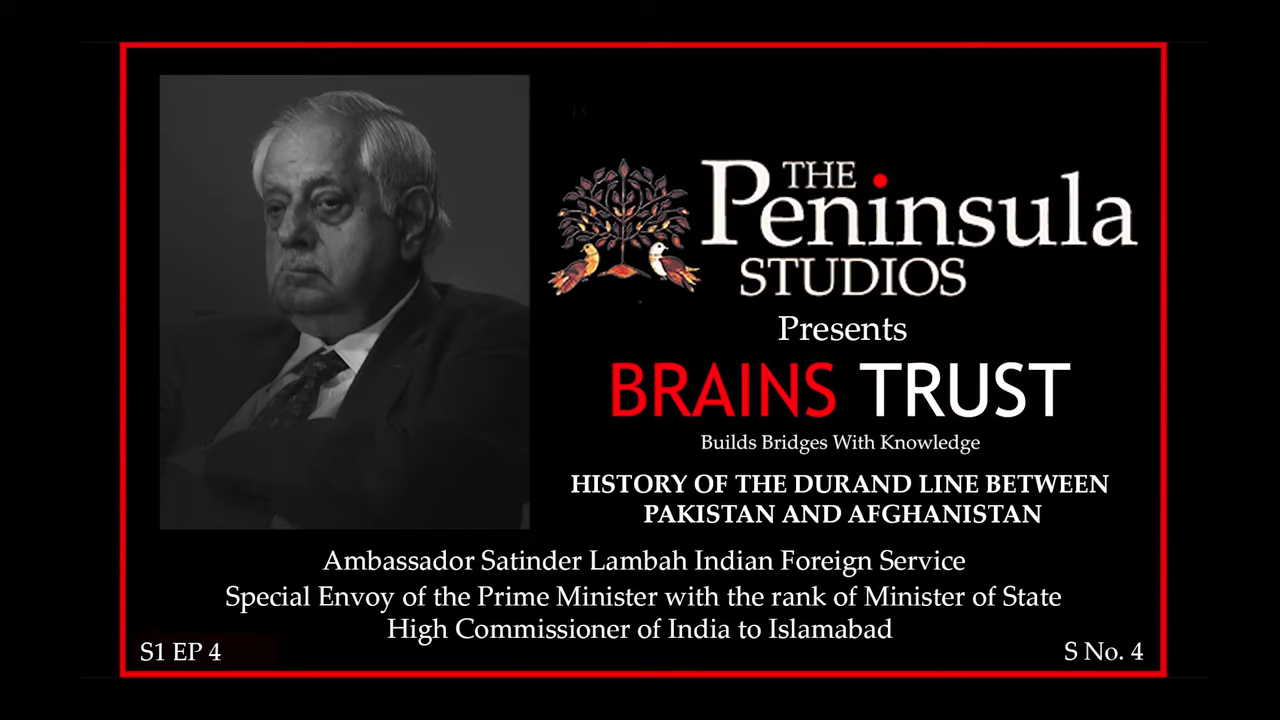 THE
Peninsula
STUDIOS
Presents
BRAINS TRUST
Builds Bridges With Knowledge
HISTORY OF THE DURAND LINE BETWEEN
PAKISTAN AND AFGHANISTAN
Ambassador Satinder Lambah Indian Foreign Service
Special Envoy of the Prime Minister with the rank of Minister of State
High Commissioner of India to Islamabad
S1 EP 4
S No. 4